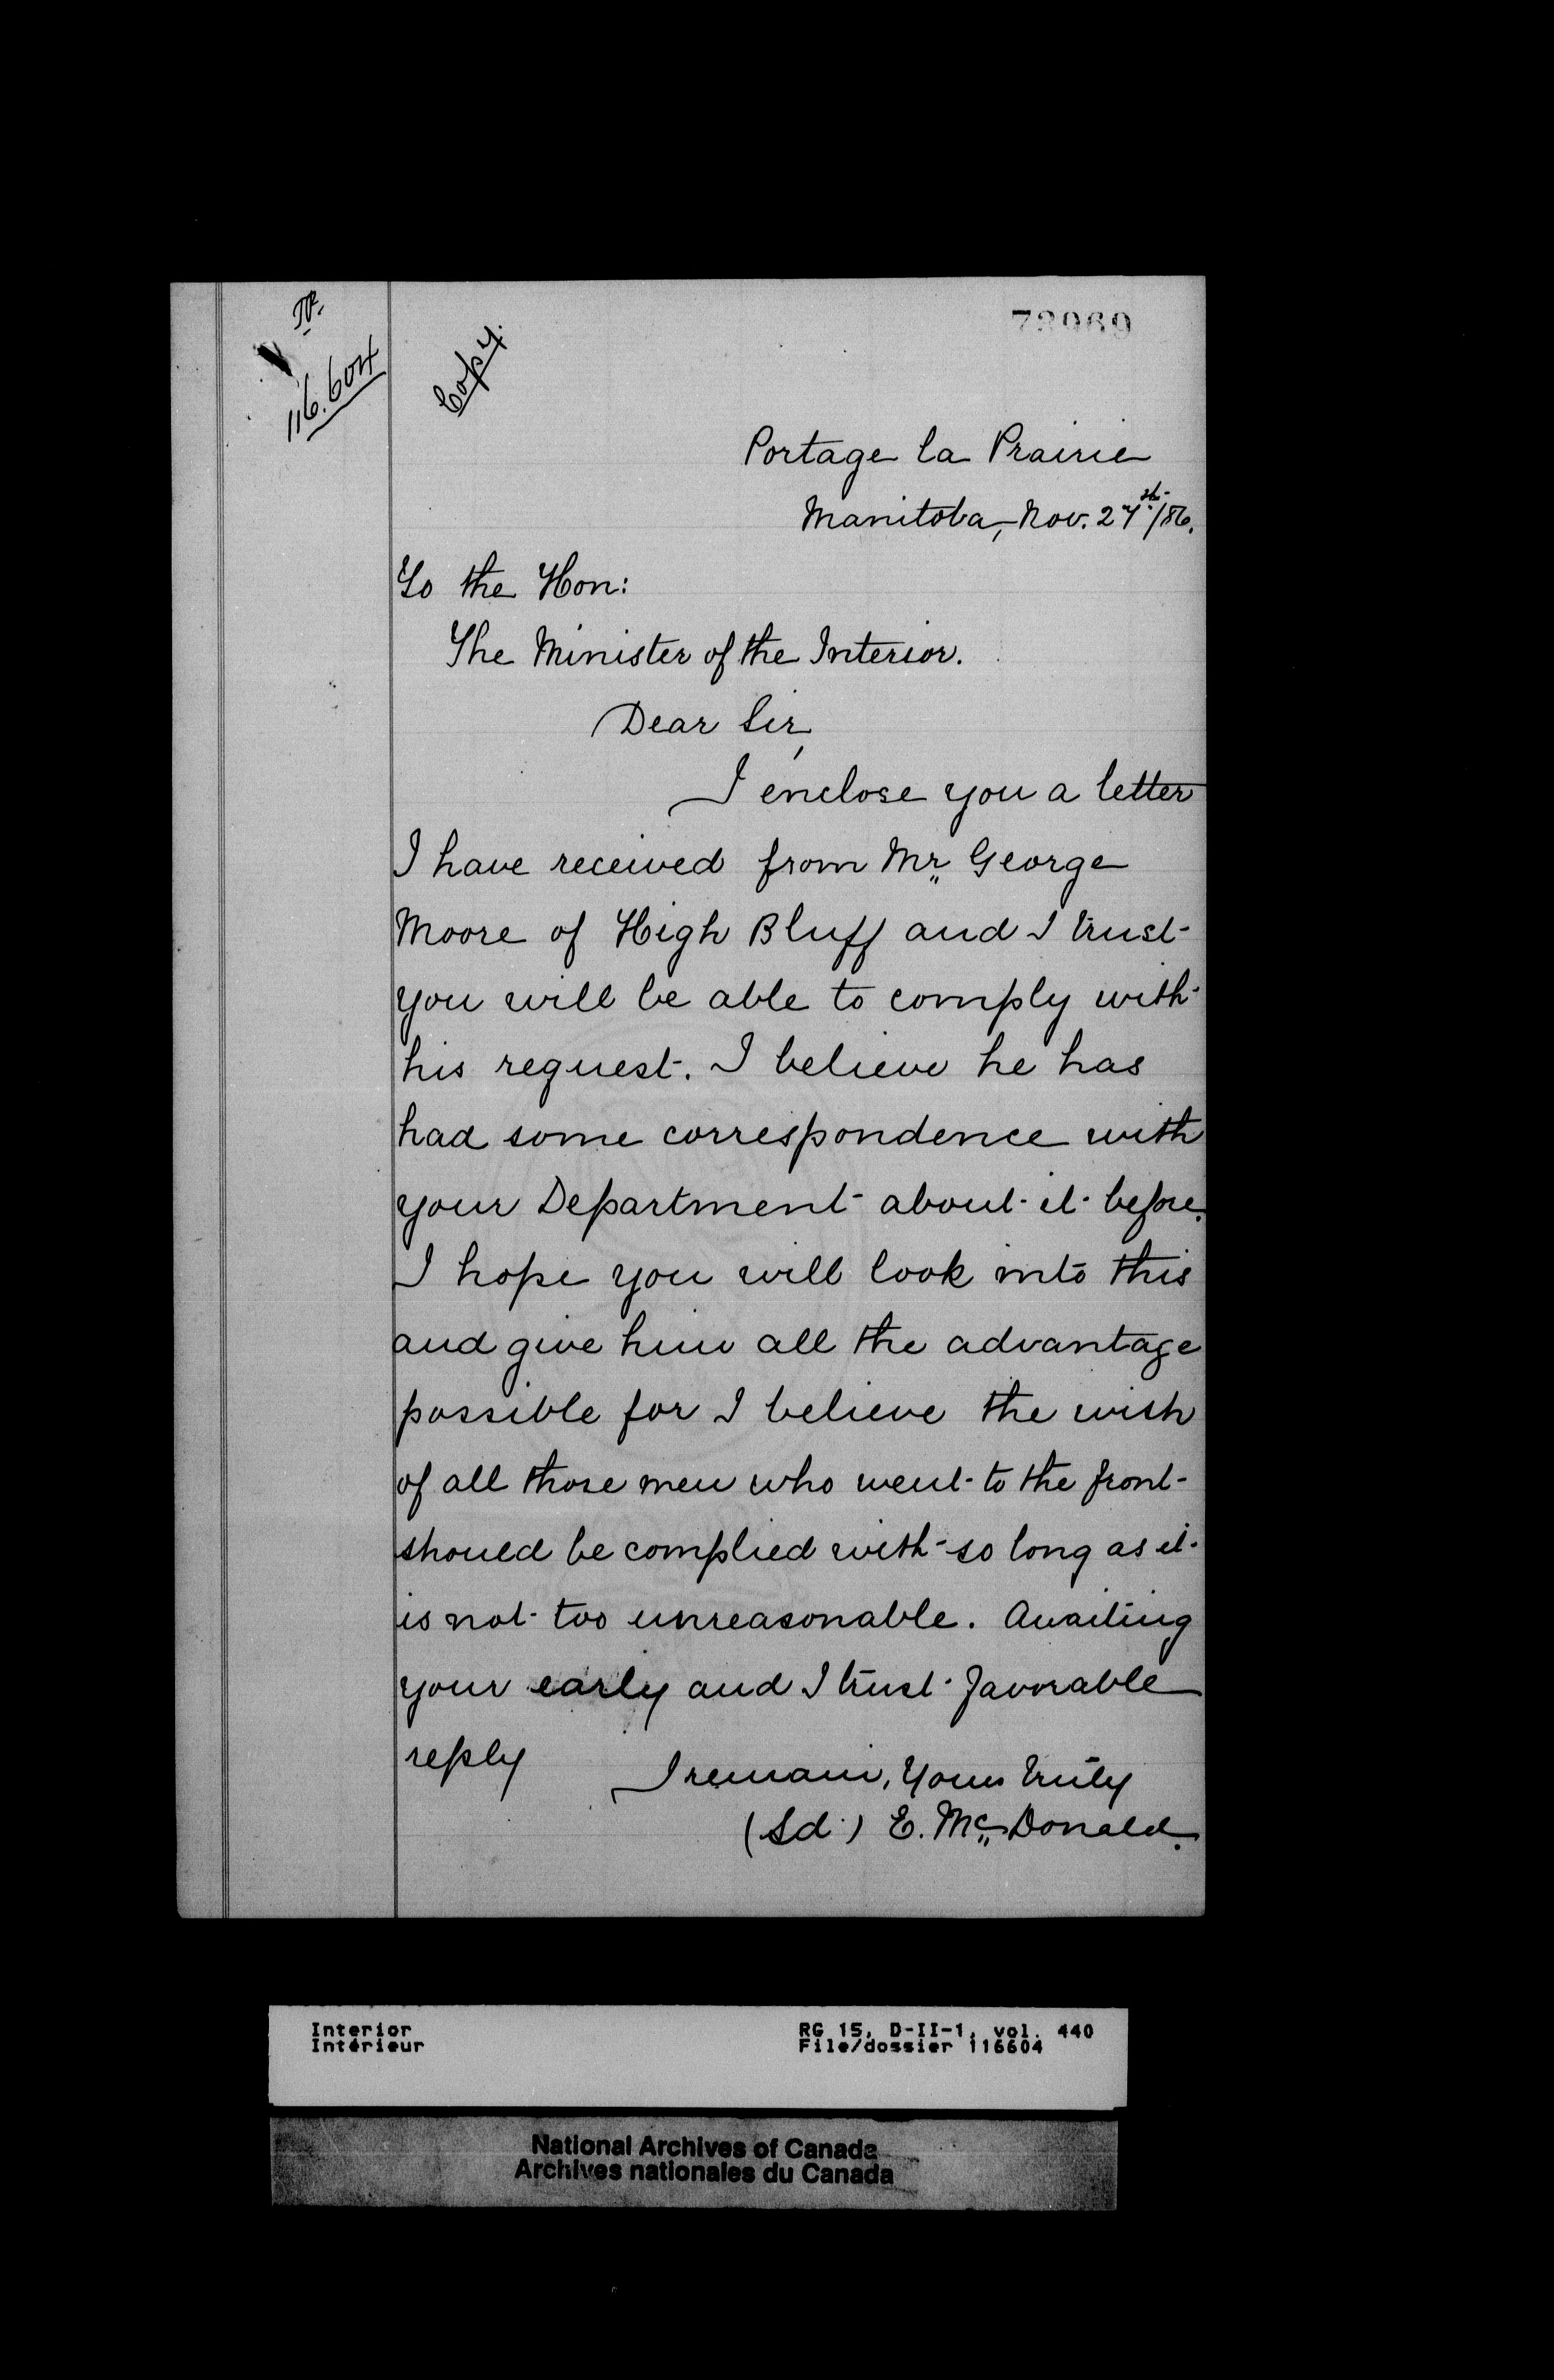 73969
116.604
Copy.
Portage la Prairie
Manitoba, Nov. 27th/86.
To the Hon:
The Minister of the Interior.
Dear Sir,
I enclose you a letter
I have received from Mr. George
Moore of High Bluff and I trust
you will be able to comply with
his request. I believe he has
had some correspondence with
your Department about it before.
I hope you will look into this
and give him all the advantage
possible for I believe the wish
of all those men who went to the front
should be complied with so long as it
is not too unreasonable. Awaiting
your early and I trust favorable
reply
I remain, Yours truly
(Sd.) E. McDonald.
Interior
Intérieur
RG 15, D-II-1, vol. 440
File/dossier 116604
National Archives of Canada
Archives nationales du Canada